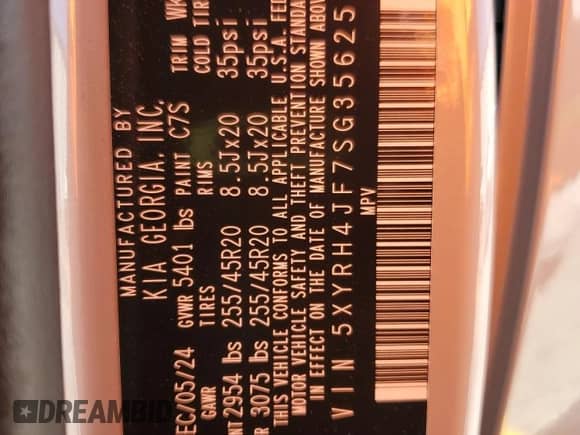 MANUFACTURED BY
KIA GEORGIA, INC.
EC/05/24 GVWR 5401 lbs PAINT C7S TRIM WK
GAWR TIRES RIMS COLD TIR
NT 2954 lbs 255/45R20 8.5Jx20 35psi
R 3075 lbs 255/45R20 8.5Jx20 35psi
THIS VEHICLE CONFORMS TO ALL APPLICABLE U.S.A. FED
MOTOR VEHICLE SAFETY AND THEFT PREVENTION STANDA
IN EFFECT ON THE DATE OF MANUFACTURE SHOWN ABOV
VIN 5XYRH4JF7SG35625
MPV
DREAMBID